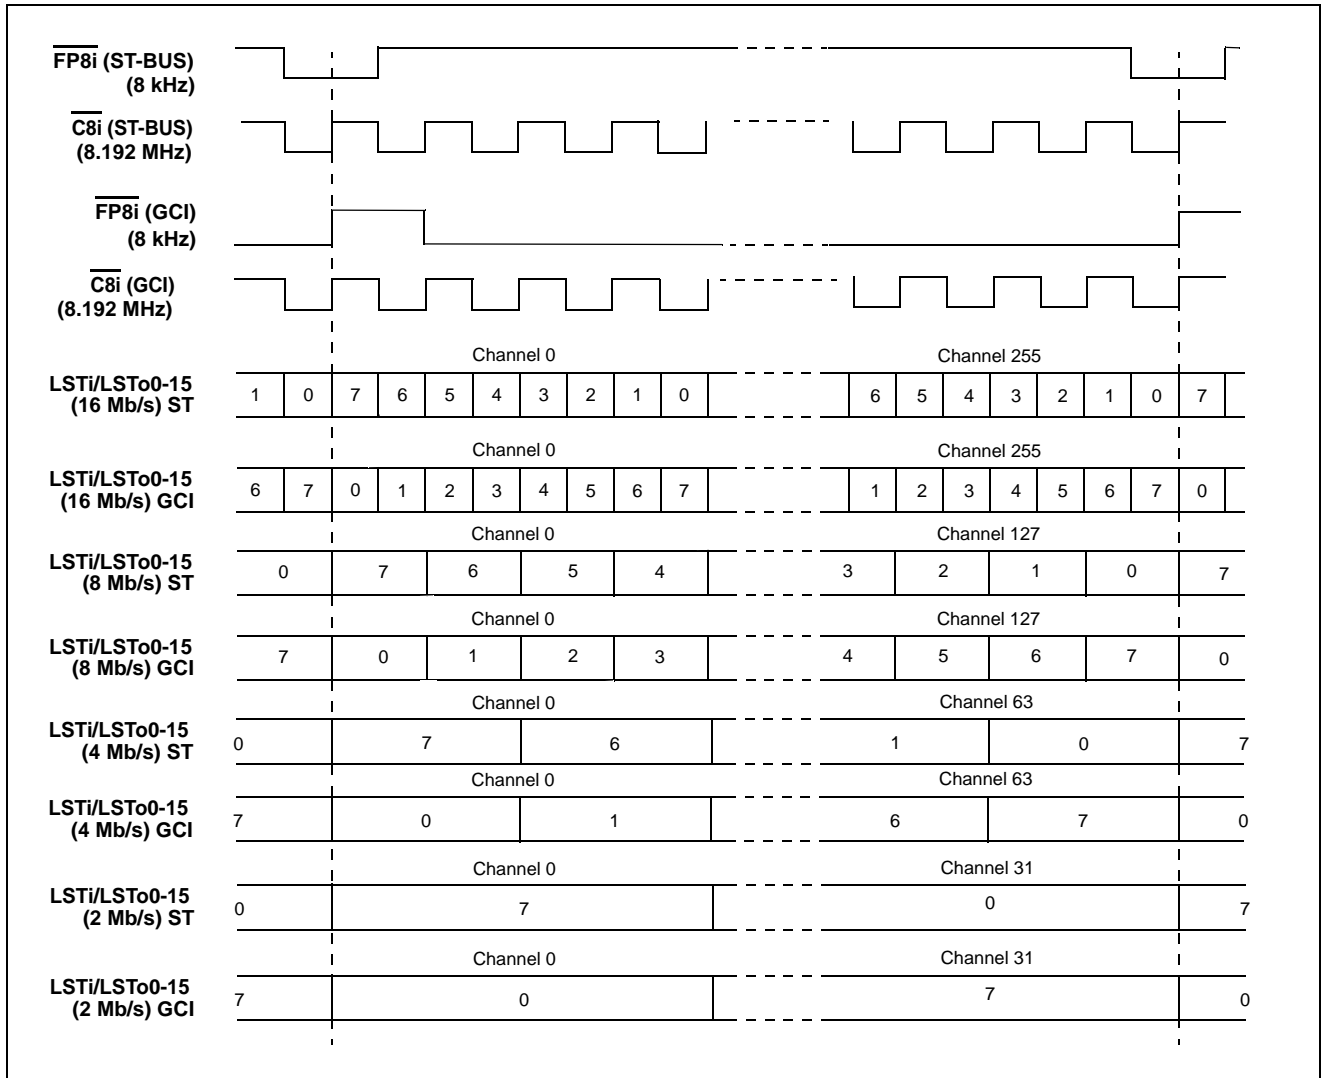 FP8i (ST-BUS)
(8 kHz)
C8i (ST-BUS)
(8.192 MHz)
FP8i (GCI)
(8 kHz)
C8i (GCI)
(8.192 MHz)
Channel 0 Channel 255
LSTi/LSTo0-15
(16 Mb/s) ST
1 0 7 6 5 4 3 2 1 0 6 5 4 3 2 1 0 7
Channel 0 Channel 255
LSTi/LSTo0-15
(16 Mb/s) GCI
6 7 0 1 2 3 4 5 6 7 1 2 3 4 5 6 7 0
Channel 0 Channel 127
LSTi/LSTo0-15
(8 Mb/s) ST
0 7 6 5 4 3 2 1 0 7
Channel 0 Channel 127
LSTi/LSTo0-15
(8 Mb/s) GCI
7 0 1 2 3 4 5 6 7 0
Channel 0 Channel 63
LSTi/LSTo0-15
(4 Mb/s) ST
0 7 6 1 0 7
Channel 0 Channel 63
LSTi/LSTo0-15
(4 Mb/s) GCI
7 0 1 6 7 0
Channel 0 Channel 31
LSTi/LSTo0-15
(2 Mb/s) ST
0 7 0 7
Channel 0 Channel 31
LSTi/LSTo0-15
(2 Mb/s) GCI
7 0 7 0